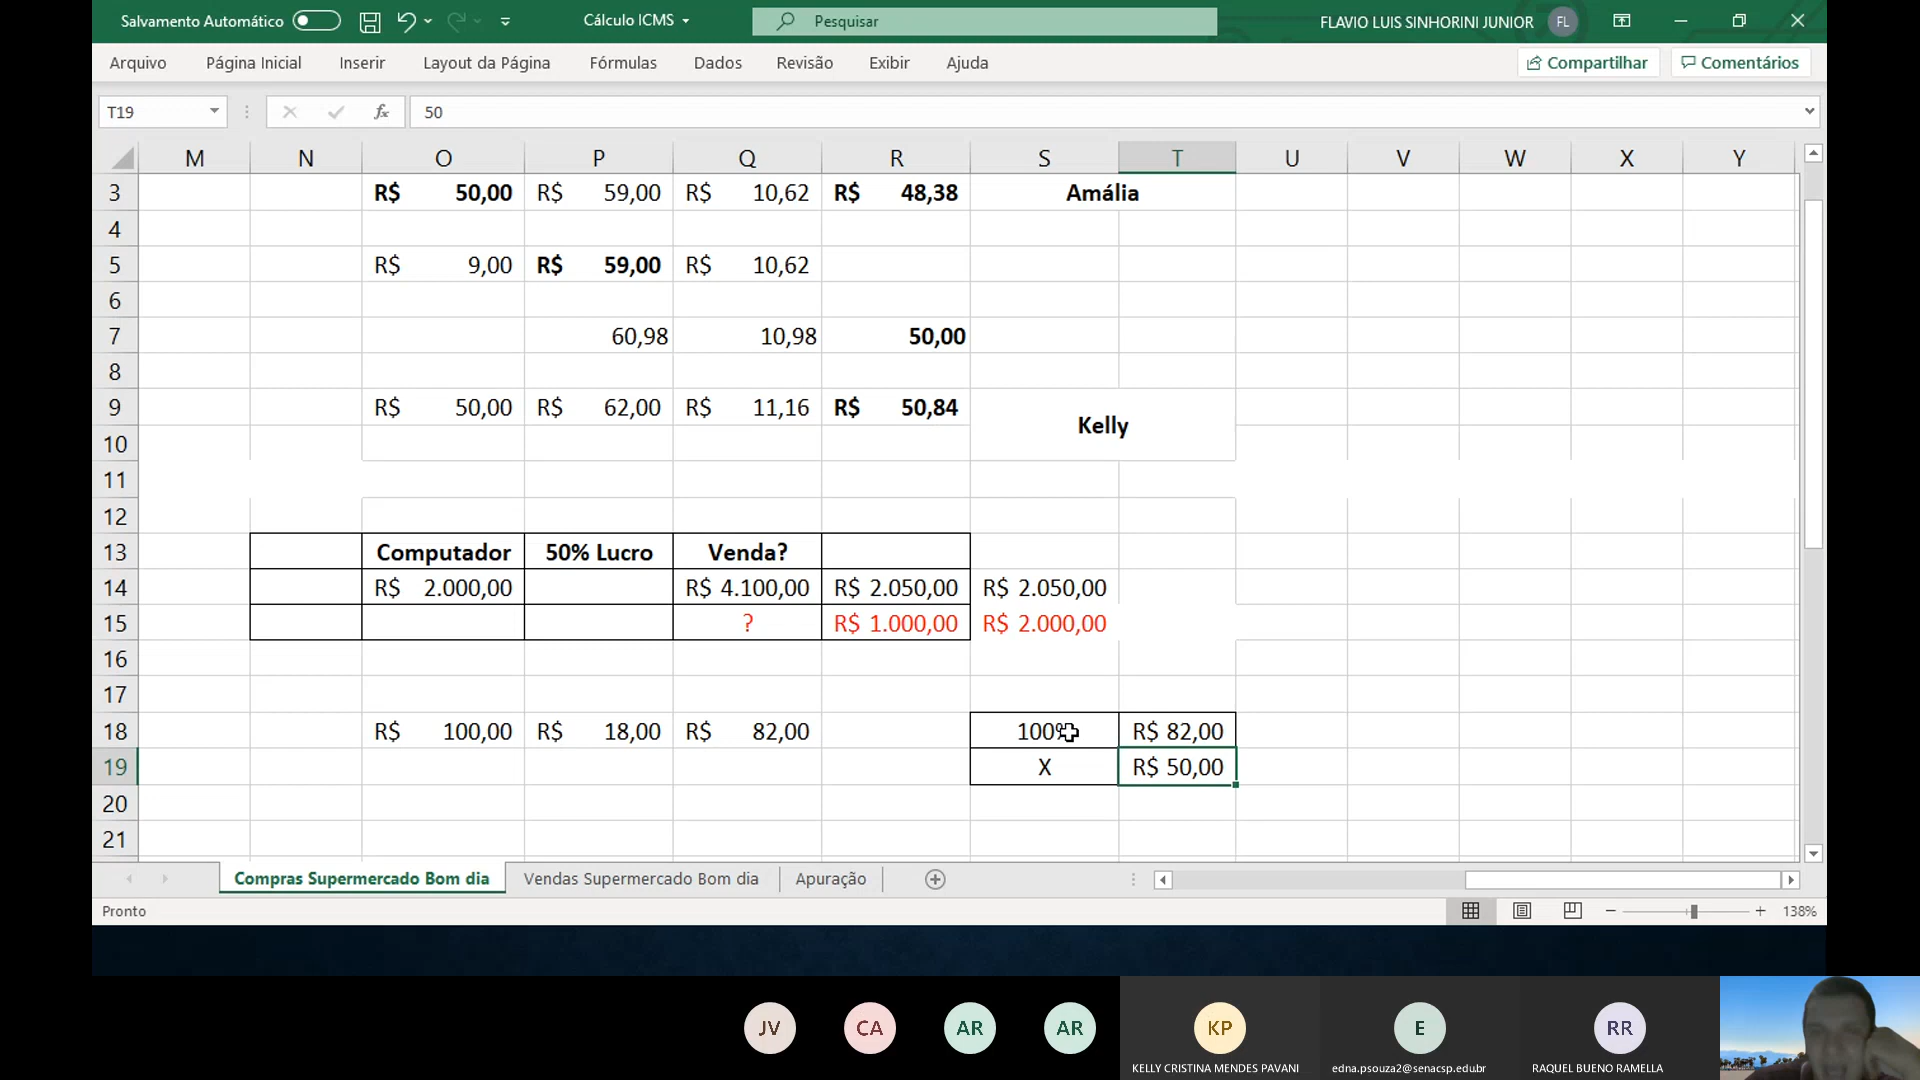 Salvamento Automático
Cálculo ICMS
Pesquisar
FLAVIO LUIS SINHORINI JUNIOR FL
Arquivo Página Inicial Inserir Layout da Página Fórmulas Dados Revisão Exibir Ajuda Compartilhar Comentários
T19 fx 50
M N O P Q R S T U V W X Y
3 R$ 50,00 R$ 59,00 R$ 10,62 R$ 48,38 Amália
4
5 R$ 9,00 R$ 59,00 R$ 10,62
6
7 60,98 10,98 50,00
8
9 R$ 50,00 R$ 62,00 R$ 11,16 R$ 50,84
Kelly
10
11
12
13 Computador 50% Lucro Venda?
14 R$ 2.000,00 R$ 4.100,00 R$ 2.050,00 R$ 2.050,00
15 ? R$ 1.000,00 R$ 2.000,00
16
17
18 R$ 100,00 R$ 18,00 R$ 82,00 100% R$ 82,00
19 X R$ 50,00
20
21
Compras Supermercado Bom dia Vendas Supermercado Bom dia Apuração
Pronto 138%
JV CA AR AR KP E RR
KELLY CRISTINA MENDES PAVANI edna.psouza2@senacsp.edu.br RAQUEL BUENO RAMELLA